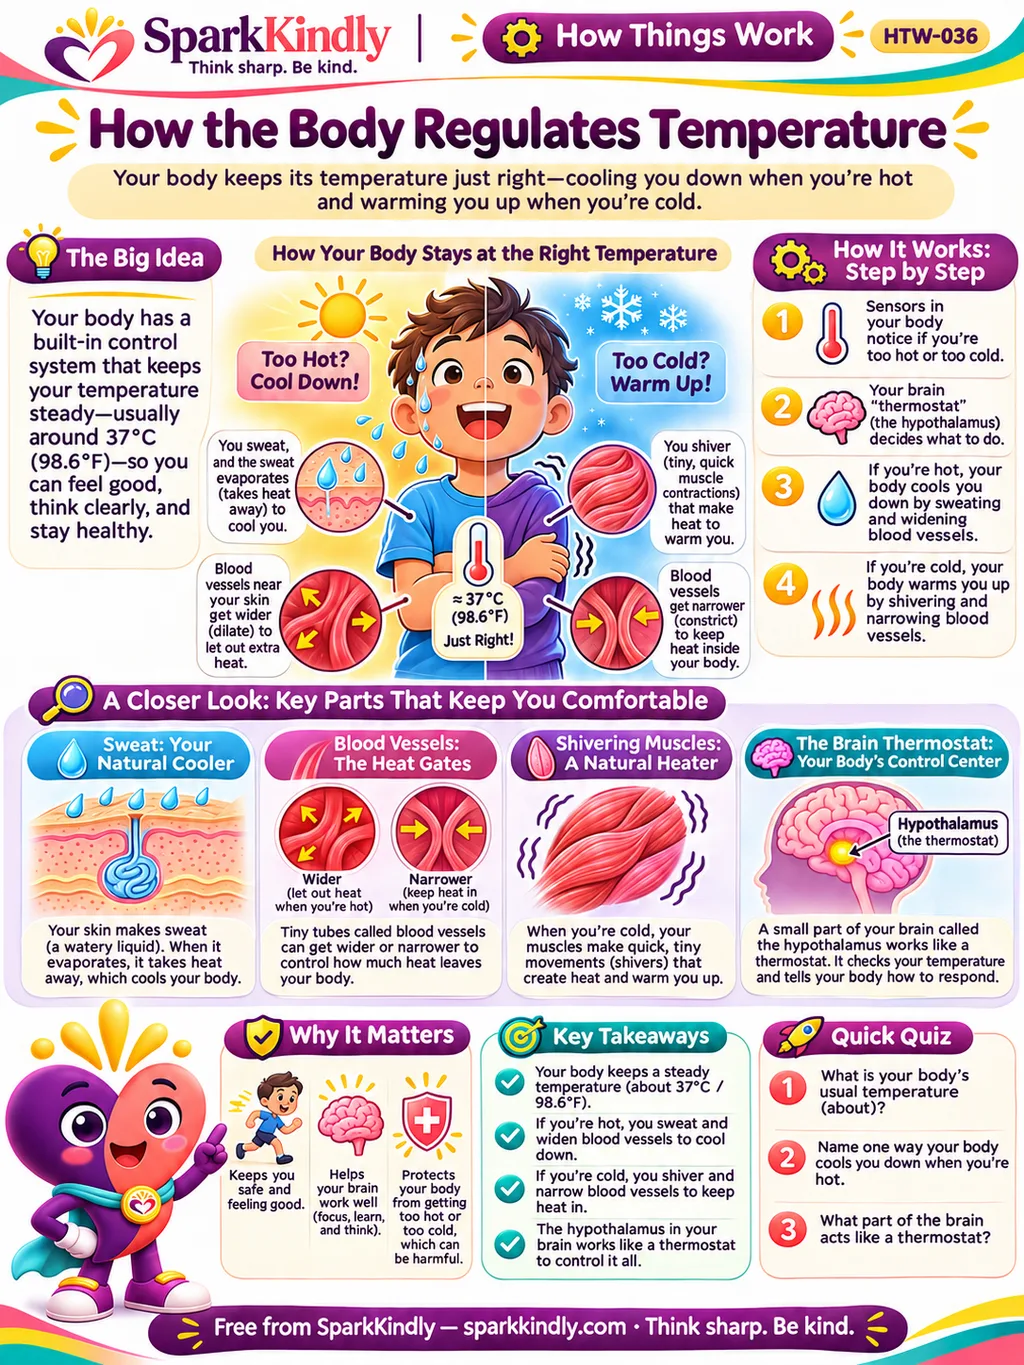 SparkKindly
Think sharp. Be kind.
How Things Work
HTW-036
How the Body Regulates Temperature
Your body keeps its temperature just right—cooling you down when you're hot
and warming you up when you're cold.
The Big Idea
Your body has a
built-in control
system that keeps
your temperature
steady—usually
around 37°C
(98.6°F)—so you
can feel good,
think clearly, and
stay healthy.
How Your Body Stays at the Right Temperature
Too Hot?
Cool Down!
Too Cold?
Warm Up!
You sweat,
and the sweat
evaporates
(takes heat
away) to
cool you.
You shiver
(tiny, quick
muscle
contractions)
that make
heat to
warm you.
Blood
vessels near
your skin
get wider
(dilate) to
let out extra
heat.
≈ 37°C
(98.6°F)
Just Right!
Blood
vessels
get narrower
(constrict)
to keep
heat inside
your body.
How It Works:
Step by Step
1
Sensors in
your body
notice if you're
too hot or too cold.
2
Your brain
"thermostat"
(the hypothalamus)
decides what to do.
3
If you're hot, your
body cools you
down by sweating
and widening
blood vessels.
4
If you're cold, your
body warms you up
by shivering and
narrowing blood
vessels.
A Closer Look: Key Parts That Keep You Comfortable
Sweat: Your
Natural Cooler
Your skin makes sweat
(a watery liquid). When it
evaporates, it takes heat
away, which cools your body.
Blood Vessels:
The Heat Gates
Wider
(let out heat
when you're hot)
Narrower
(keep heat in
when you're cold)
Tiny tubes called blood vessels
can get wider or narrower to
control how much heat leaves
your body.
Shivering Muscles:
A Natural Heater
When you're cold, your
muscles make quick, tiny
movements (shivers) that
create heat and warm you up.
The Brain Thermostat:
Your Body's Control Center
Hypothalamus
(the thermostat)
A small part of your brain called
the hypothalamus works like a
thermostat. It checks your temperature
and tells your body how to respond.
Why It Matters
Keeps you
safe and
feeling good.
Helps
your brain
work well
(focus, learn,
and think).
Protects
your body
from getting
too hot or
too cold,
which can
be harmful.
Key Takeaways
Your body keeps a steady
temperature (about 37°C /
98.6°F).
If you're hot, you sweat and
widen blood vessels to cool
down.
If you're cold, you shiver and
narrow blood vessels to keep
heat in.
The hypothalamus in your
brain works like a thermostat
to control it all.
Quick Quiz
1
What is your body's
usual temperature
(about)?
2
Name one way your body
cools you down when you're
hot.
3
What part of the brain
acts like a thermostat?
Free from SparkKindly — sparkkindly.com · Think sharp. Be kind.